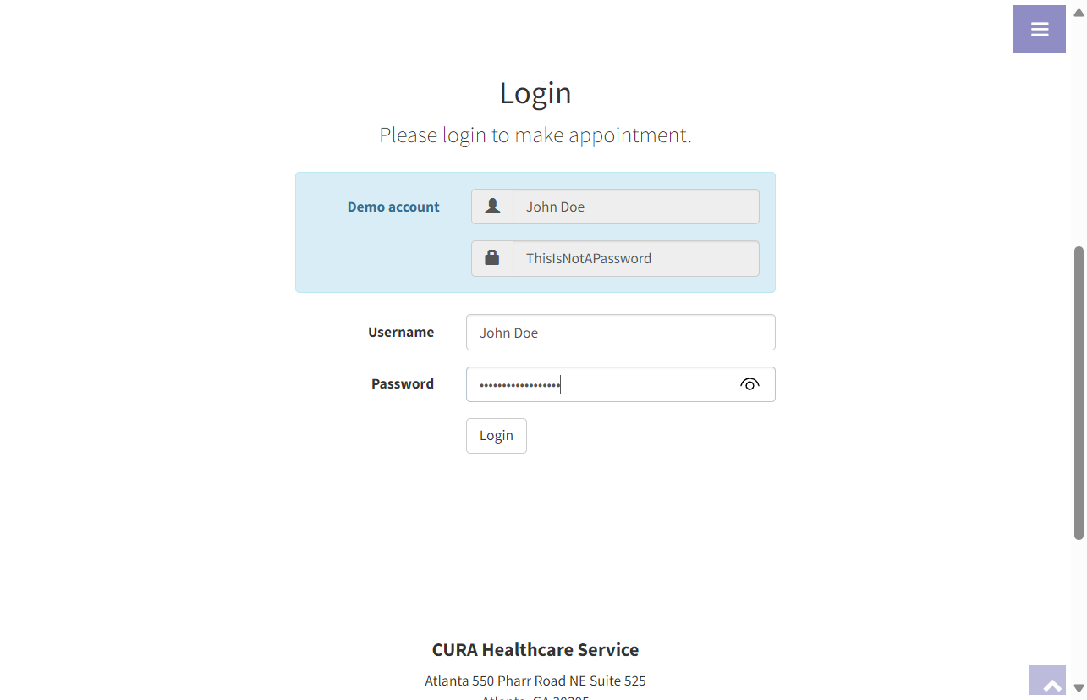 Login
Please login to make appointment.
Demo account
John Doe
ThisIsNotAPassword
Username
John Doe
Password
••••••••••••••••••
Login
CURA Healthcare Service
Atlanta 550 Pharr Road NE Suite 525